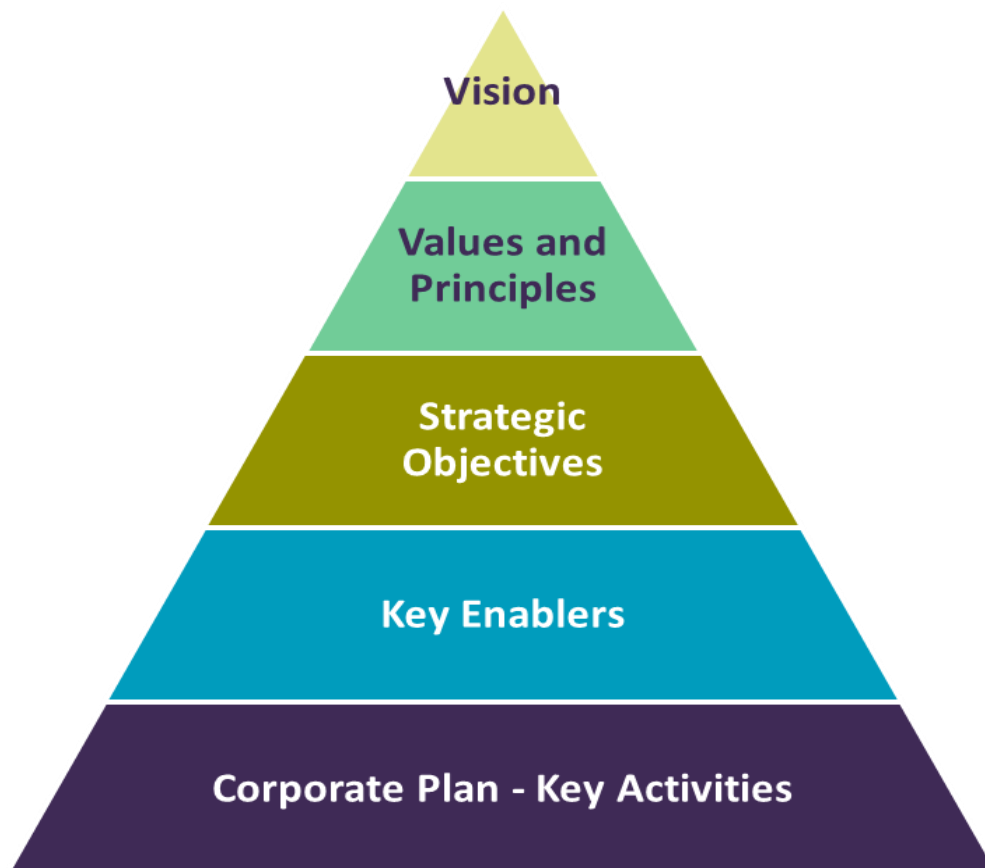 Vision
Values and
Principles
Strategic
Objectives
Key Enablers
Corporate Plan - Key Activities